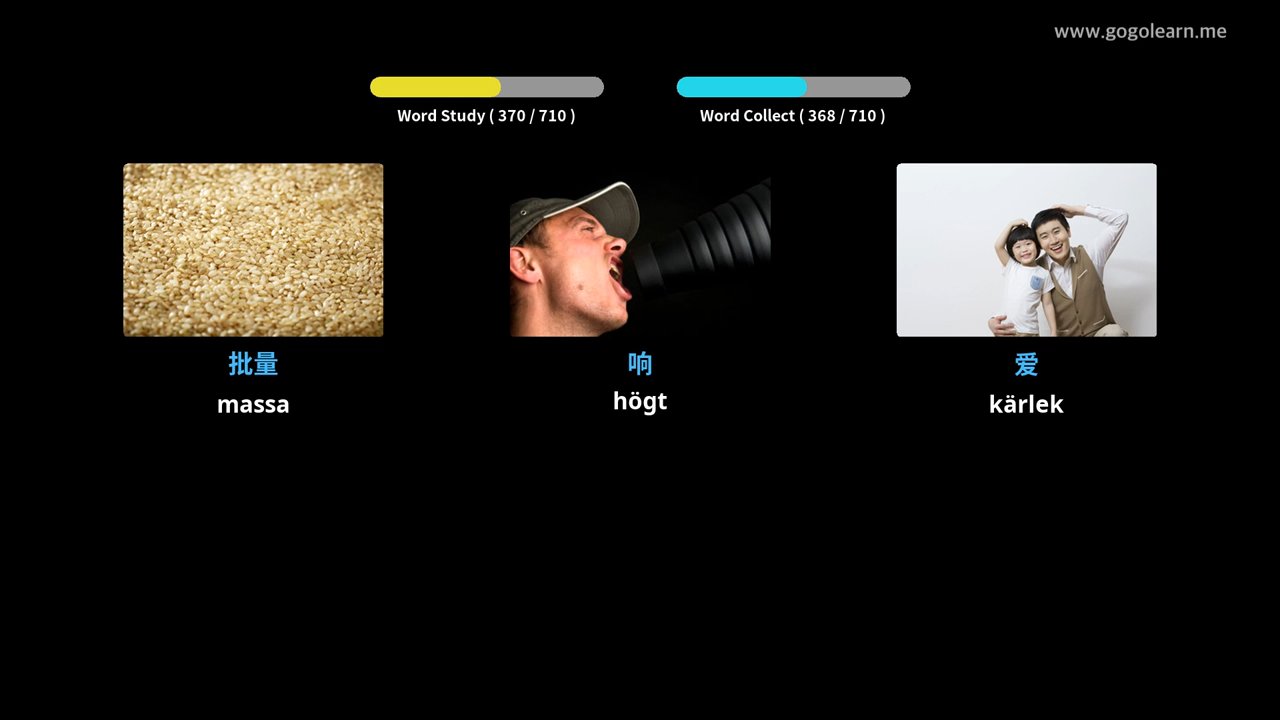 www.gogolearn.me
Word Study ( 370 / 710 )
Word Collect ( 368 / 710 )
批量
响
爱
massa
högt
kärlek